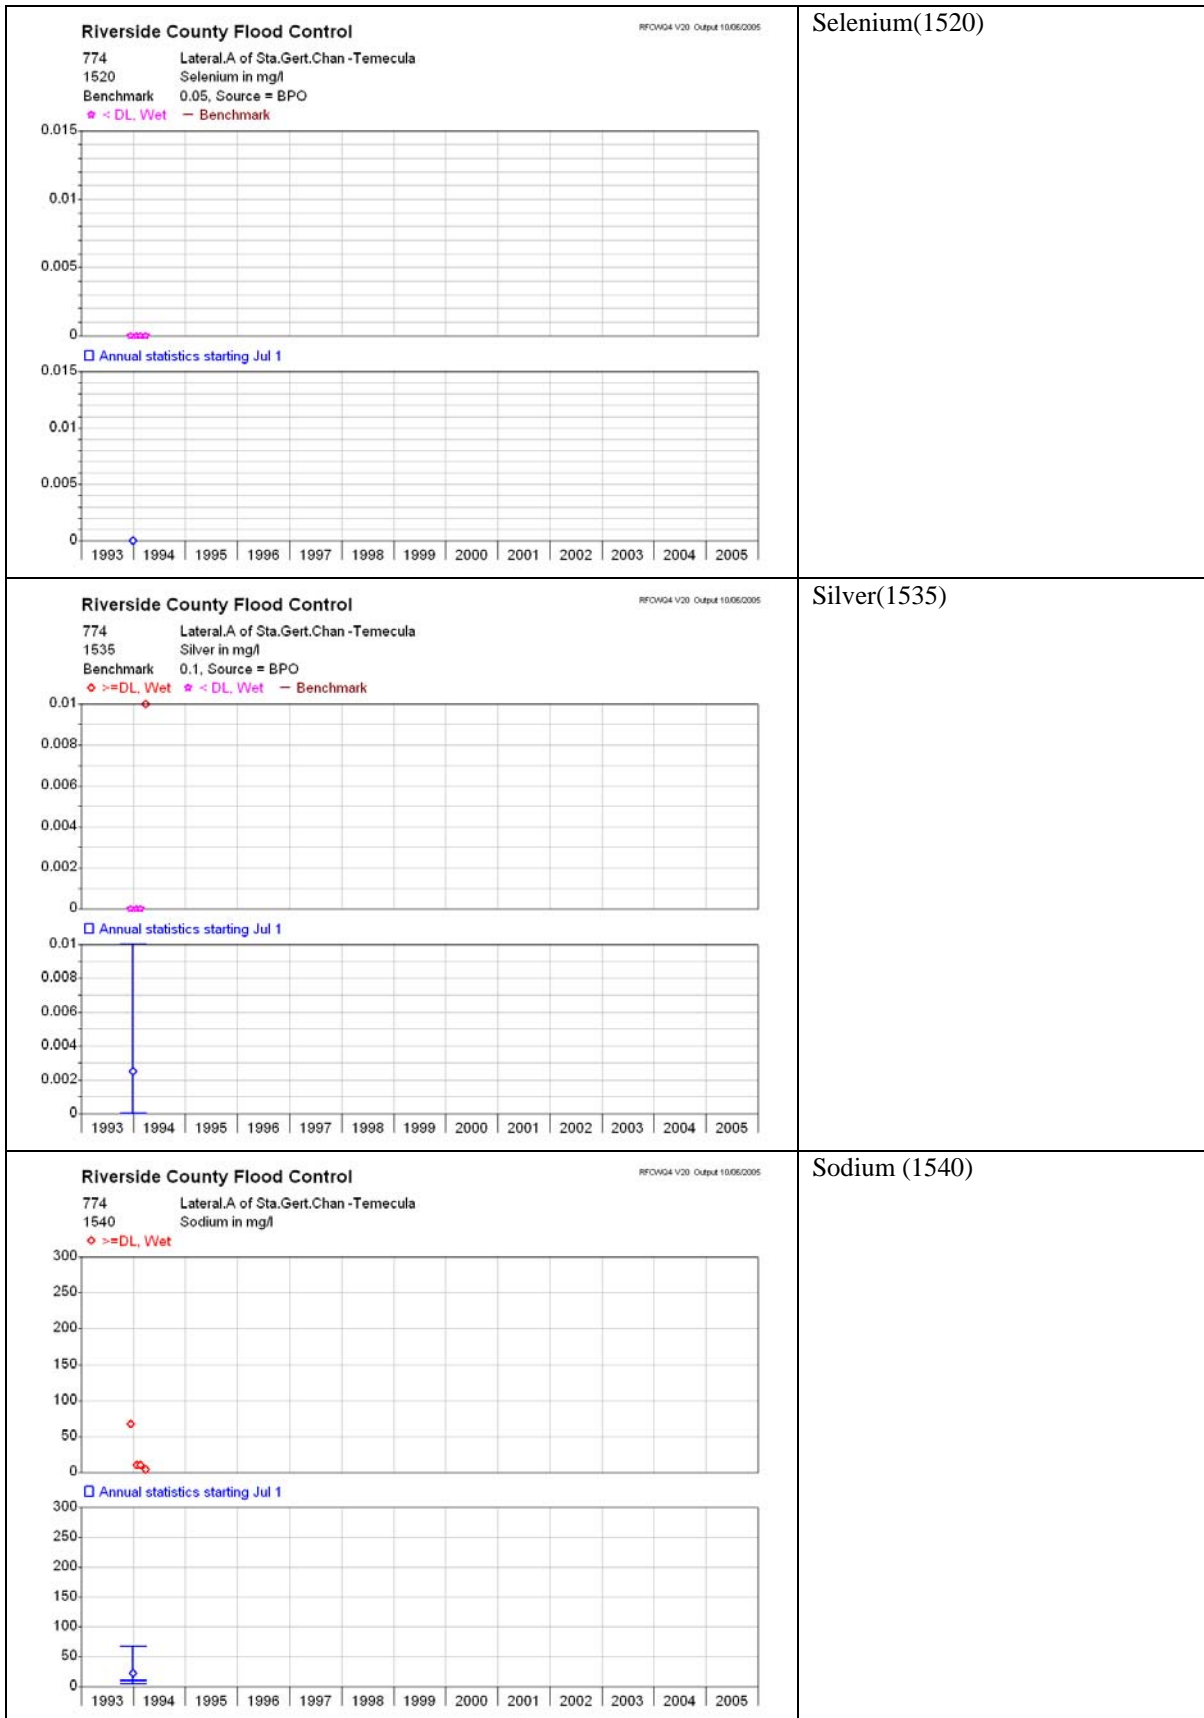 Riverside County Flood Control
RFCWQ4 V20 Output 10/06/2005
774 Lateral.A of Sta.Gert.Chan -Temecula
1520 Selenium in mg/l
Benchmark 0.05, Source = BPO
< DL, Wet — Benchmark
0.015
0.01
0.005
0
Annual statistics starting Jul 1
0.015
0.01
0.005
0
1993 1994 1995 1996 1997 1998 1999 2000 2001 2002 2003 2004 2005
Selenium(1520)
Riverside County Flood Control
RFCWQ4 V20 Output 10/06/2005
774 Lateral.A of Sta.Gert.Chan -Temecula
1535 Silver in mg/l
Benchmark 0.1, Source = BPO
>=DL, Wet < DL, Wet — Benchmark
0.01
0.008
0.006
0.004
0.002
0
Annual statistics starting Jul 1
0.01
0.008
0.006
0.004
0.002
0
1993 1994 1995 1996 1997 1998 1999 2000 2001 2002 2003 2004 2005
Silver(1535)
Riverside County Flood Control
RFCWQ4 V20 Output 10/06/2005
774 Lateral.A of Sta.Gert.Chan -Temecula
1540 Sodium in mg/l
>=DL, Wet
300
250
200
150
100
50
0
Annual statistics starting Jul 1
300
250
200
150
100
50
0
1993 1994 1995 1996 1997 1998 1999 2000 2001 2002 2003 2004 2005
Sodium (1540)